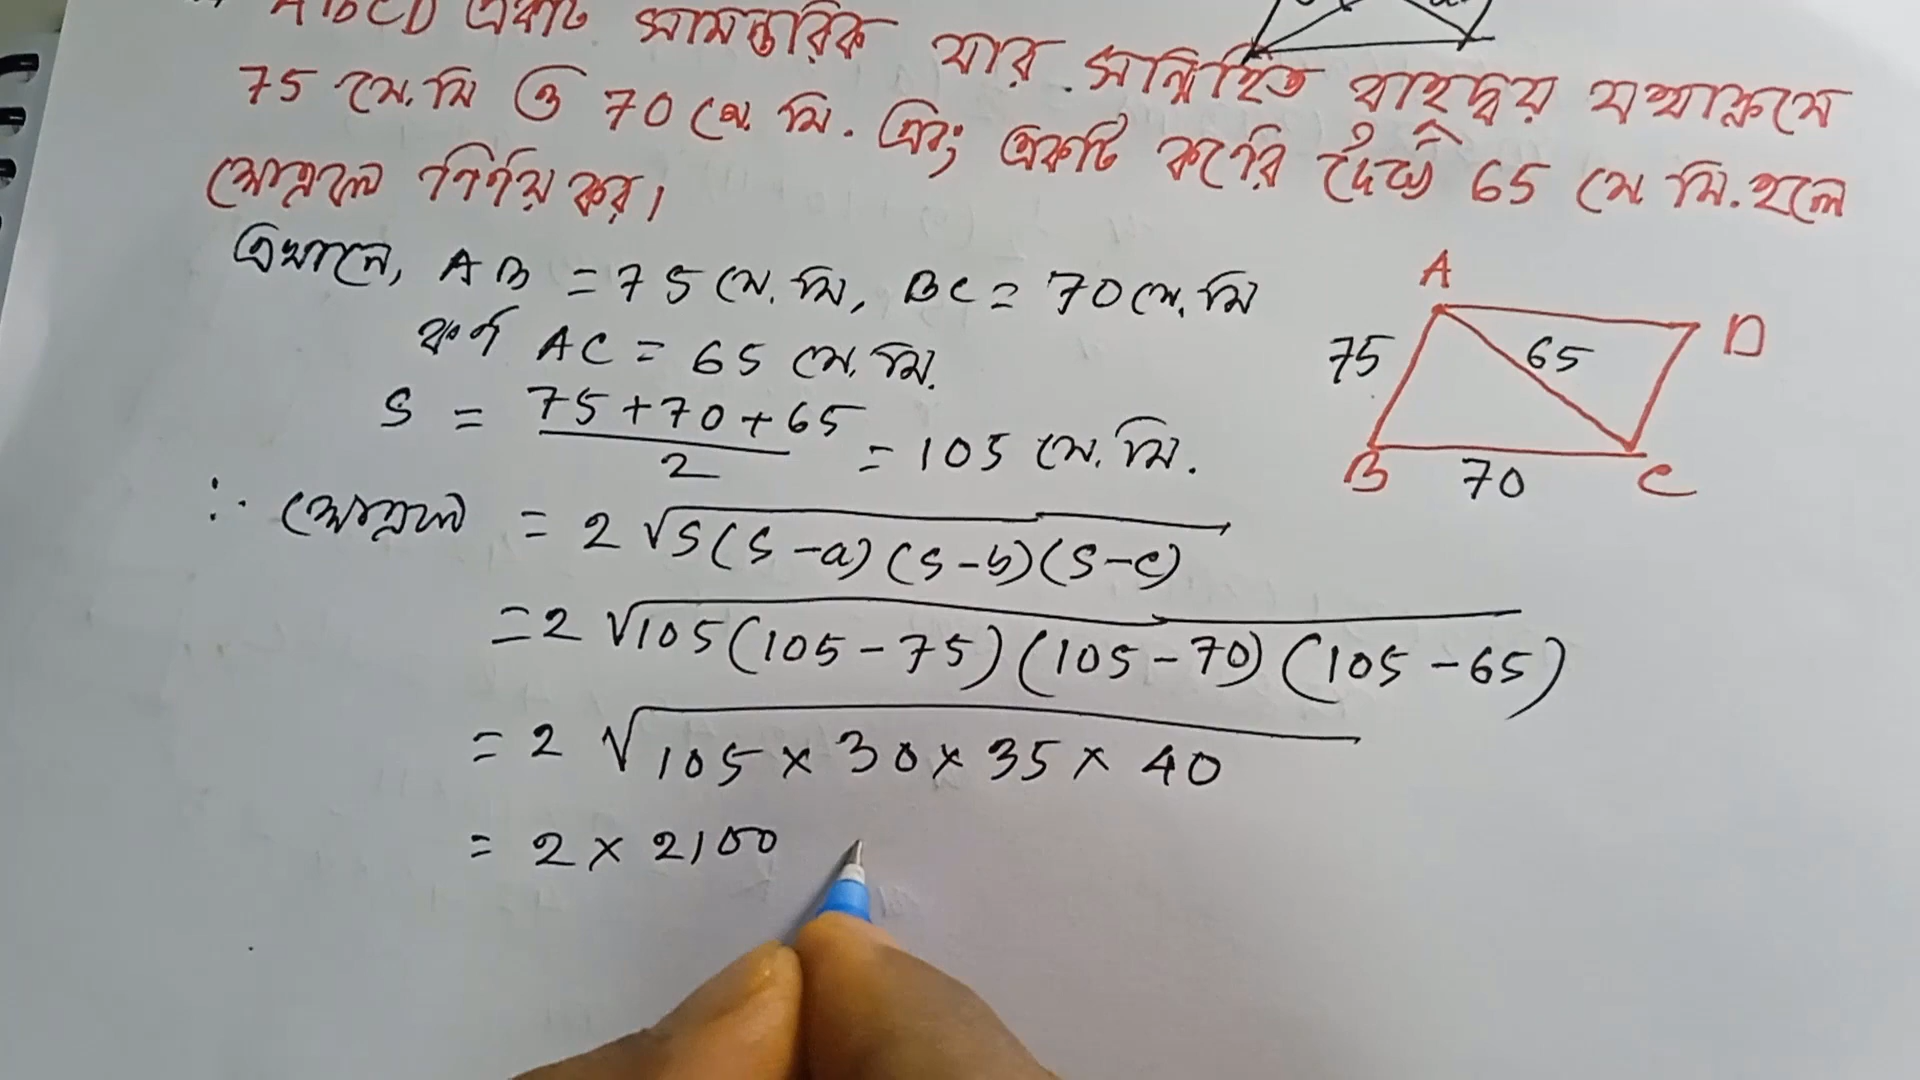 ABCD একটি সামন্তরিক যার সন্নিহিত বাহুদ্বয় যথাক্রমে
75 সে.মি ও 70 সে. মি. এবং একটি কর্ণের দৈর্ঘ্য 65 সে মি. হলে
ক্ষেত্রফল নির্ণয় কর।
এখানে, AB = 75 সে. মি, BC = 70 সে. মি
কর্ণ AC = 65 সে. মি.
S = 75 + 70 + 65 / 2 = 105 সে. মি.
∴ ক্ষেত্রফল = 2 √S(S-a)(S-b)(S-c)
= 2 √105(105-75)(105-70)(105-65)
= 2 √105 × 30 × 35 × 40
= 2 × 2100
A
D
75
65
B
70
C